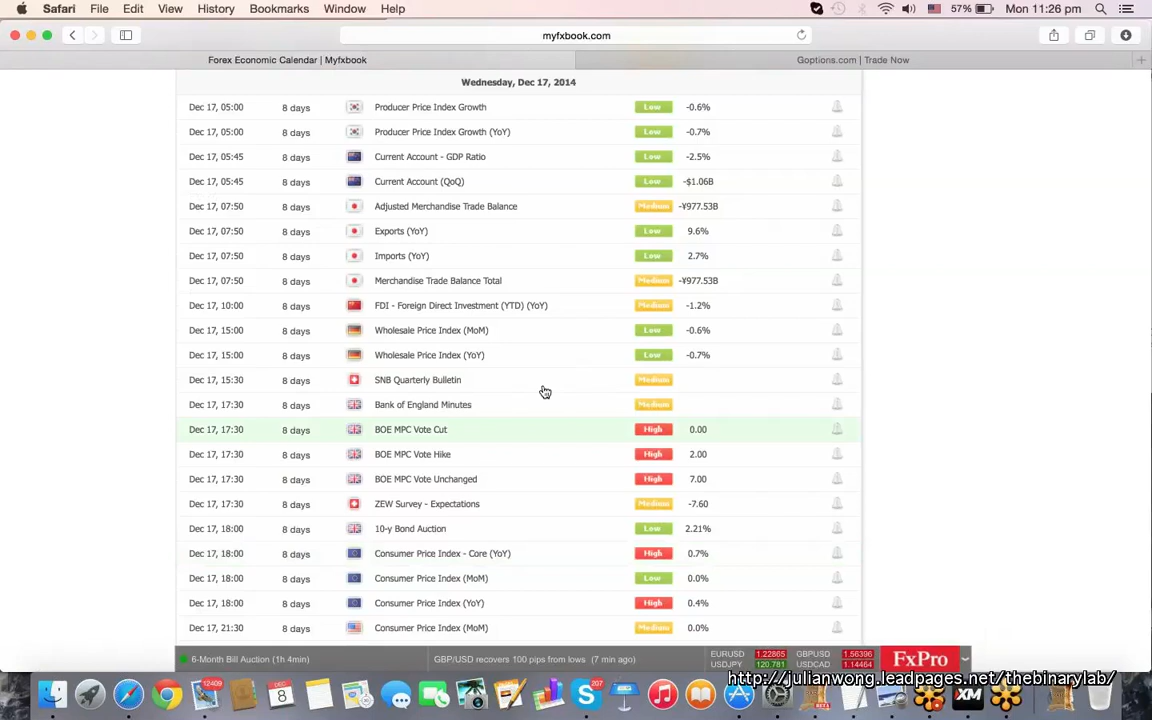 Safari File Edit View History Bookmarks Window Help 57% Mon 11:26 pm
myfxbook.com
Forex Economic Calendar | Myfxbook Goptions.com | Trade Now
Wednesday, Dec 17, 2014
Dec 17, 05:00 8 days Producer Price Index Growth Low -0.6%
Dec 17, 05:00 8 days Producer Price Index Growth (YoY) Low -0.7%
Dec 17, 05:45 8 days Current Account - GDP Ratio Low -2.5%
Dec 17, 05:45 8 days Current Account (QoQ) Low -$1.06B
Dec 17, 07:50 8 days Adjusted Merchandise Trade Balance Medium -¥977.53B
Dec 17, 07:50 8 days Exports (YoY) Low 9.6%
Dec 17, 07:50 8 days Imports (YoY) Low 2.7%
Dec 17, 07:50 8 days Merchandise Trade Balance Total Medium -¥977.53B
Dec 17, 10:00 8 days FDI - Foreign Direct Investment (YTD) (YoY) Medium -1.2%
Dec 17, 15:00 8 days Wholesale Price Index (MoM) Low -0.6%
Dec 17, 15:00 8 days Wholesale Price Index (YoY) Low -0.7%
Dec 17, 15:30 8 days SNB Quarterly Bulletin Medium
Dec 17, 17:30 8 days Bank of England Minutes Medium
Dec 17, 17:30 8 days BOE MPC Vote Cut High 0.00
Dec 17, 17:30 8 days BOE MPC Vote Hike High 2.00
Dec 17, 17:30 8 days BOE MPC Vote Unchanged High 7.00
Dec 17, 17:30 8 days ZEW Survey - Expectations Medium -7.60
Dec 17, 18:00 8 days 10-y Bond Auction Low 2.21%
Dec 17, 18:00 8 days Consumer Price Index - Core (YoY) High 0.7%
Dec 17, 18:00 8 days Consumer Price Index (MoM) Low 0.0%
Dec 17, 18:00 8 days Consumer Price Index (YoY) High 0.4%
Dec 17, 21:30 8 days Consumer Price Index (MoM) Medium 0.0%
6-Month Bill Auction (1h 4min) GBP/USD recovers 100 pips from lows (7 min ago) EURUSD 1.22865 GBPUSD 1.56396 FxPro
USDJPY 120.781 USDCAD 1.14464
http://julianwong.leadpages.net/thebinarylab/
12409 DEC 8 207 XM